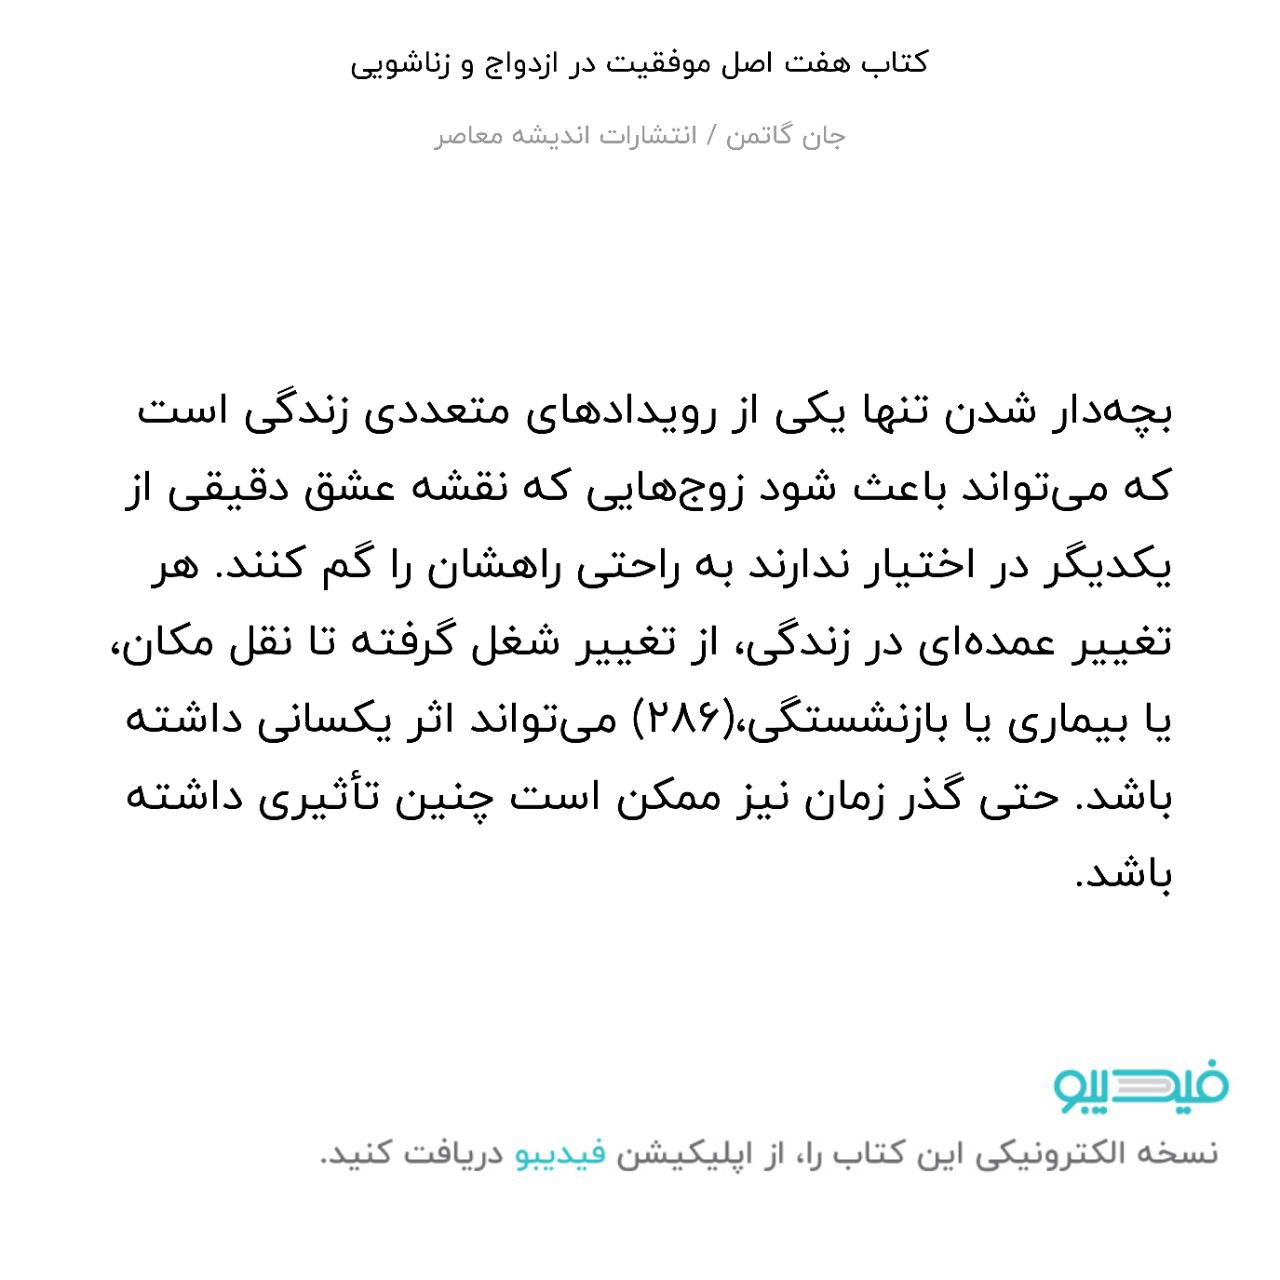 کتاب هفت اصل موفقیت در ازدواج و زناشویی
جان گاتمن / انتشارات اندیشه معاصر
بچه‌دار شدن تنها یکی از رویدادهای متعددی زندگی است
که می‌تواند باعث شود زوج‌هایی که نقشه عشق دقیقی از
یکدیگر در اختیار ندارند به راحتی راهشان را گم کنند. هر
تغییر عمده‌ای در زندگی، از تغییر شغل گرفته تا نقل مکان،
یا بیماری یا بازنشستگی،(۲۸۶) می‌تواند اثر یکسانی داشته
باشد. حتی گذر زمان نیز ممکن است چنین تأثیری داشته
باشد.
فیدیبو
نسخه الکترونیکی این کتاب را، از اپلیکیشن فیدیبو دریافت کنید.